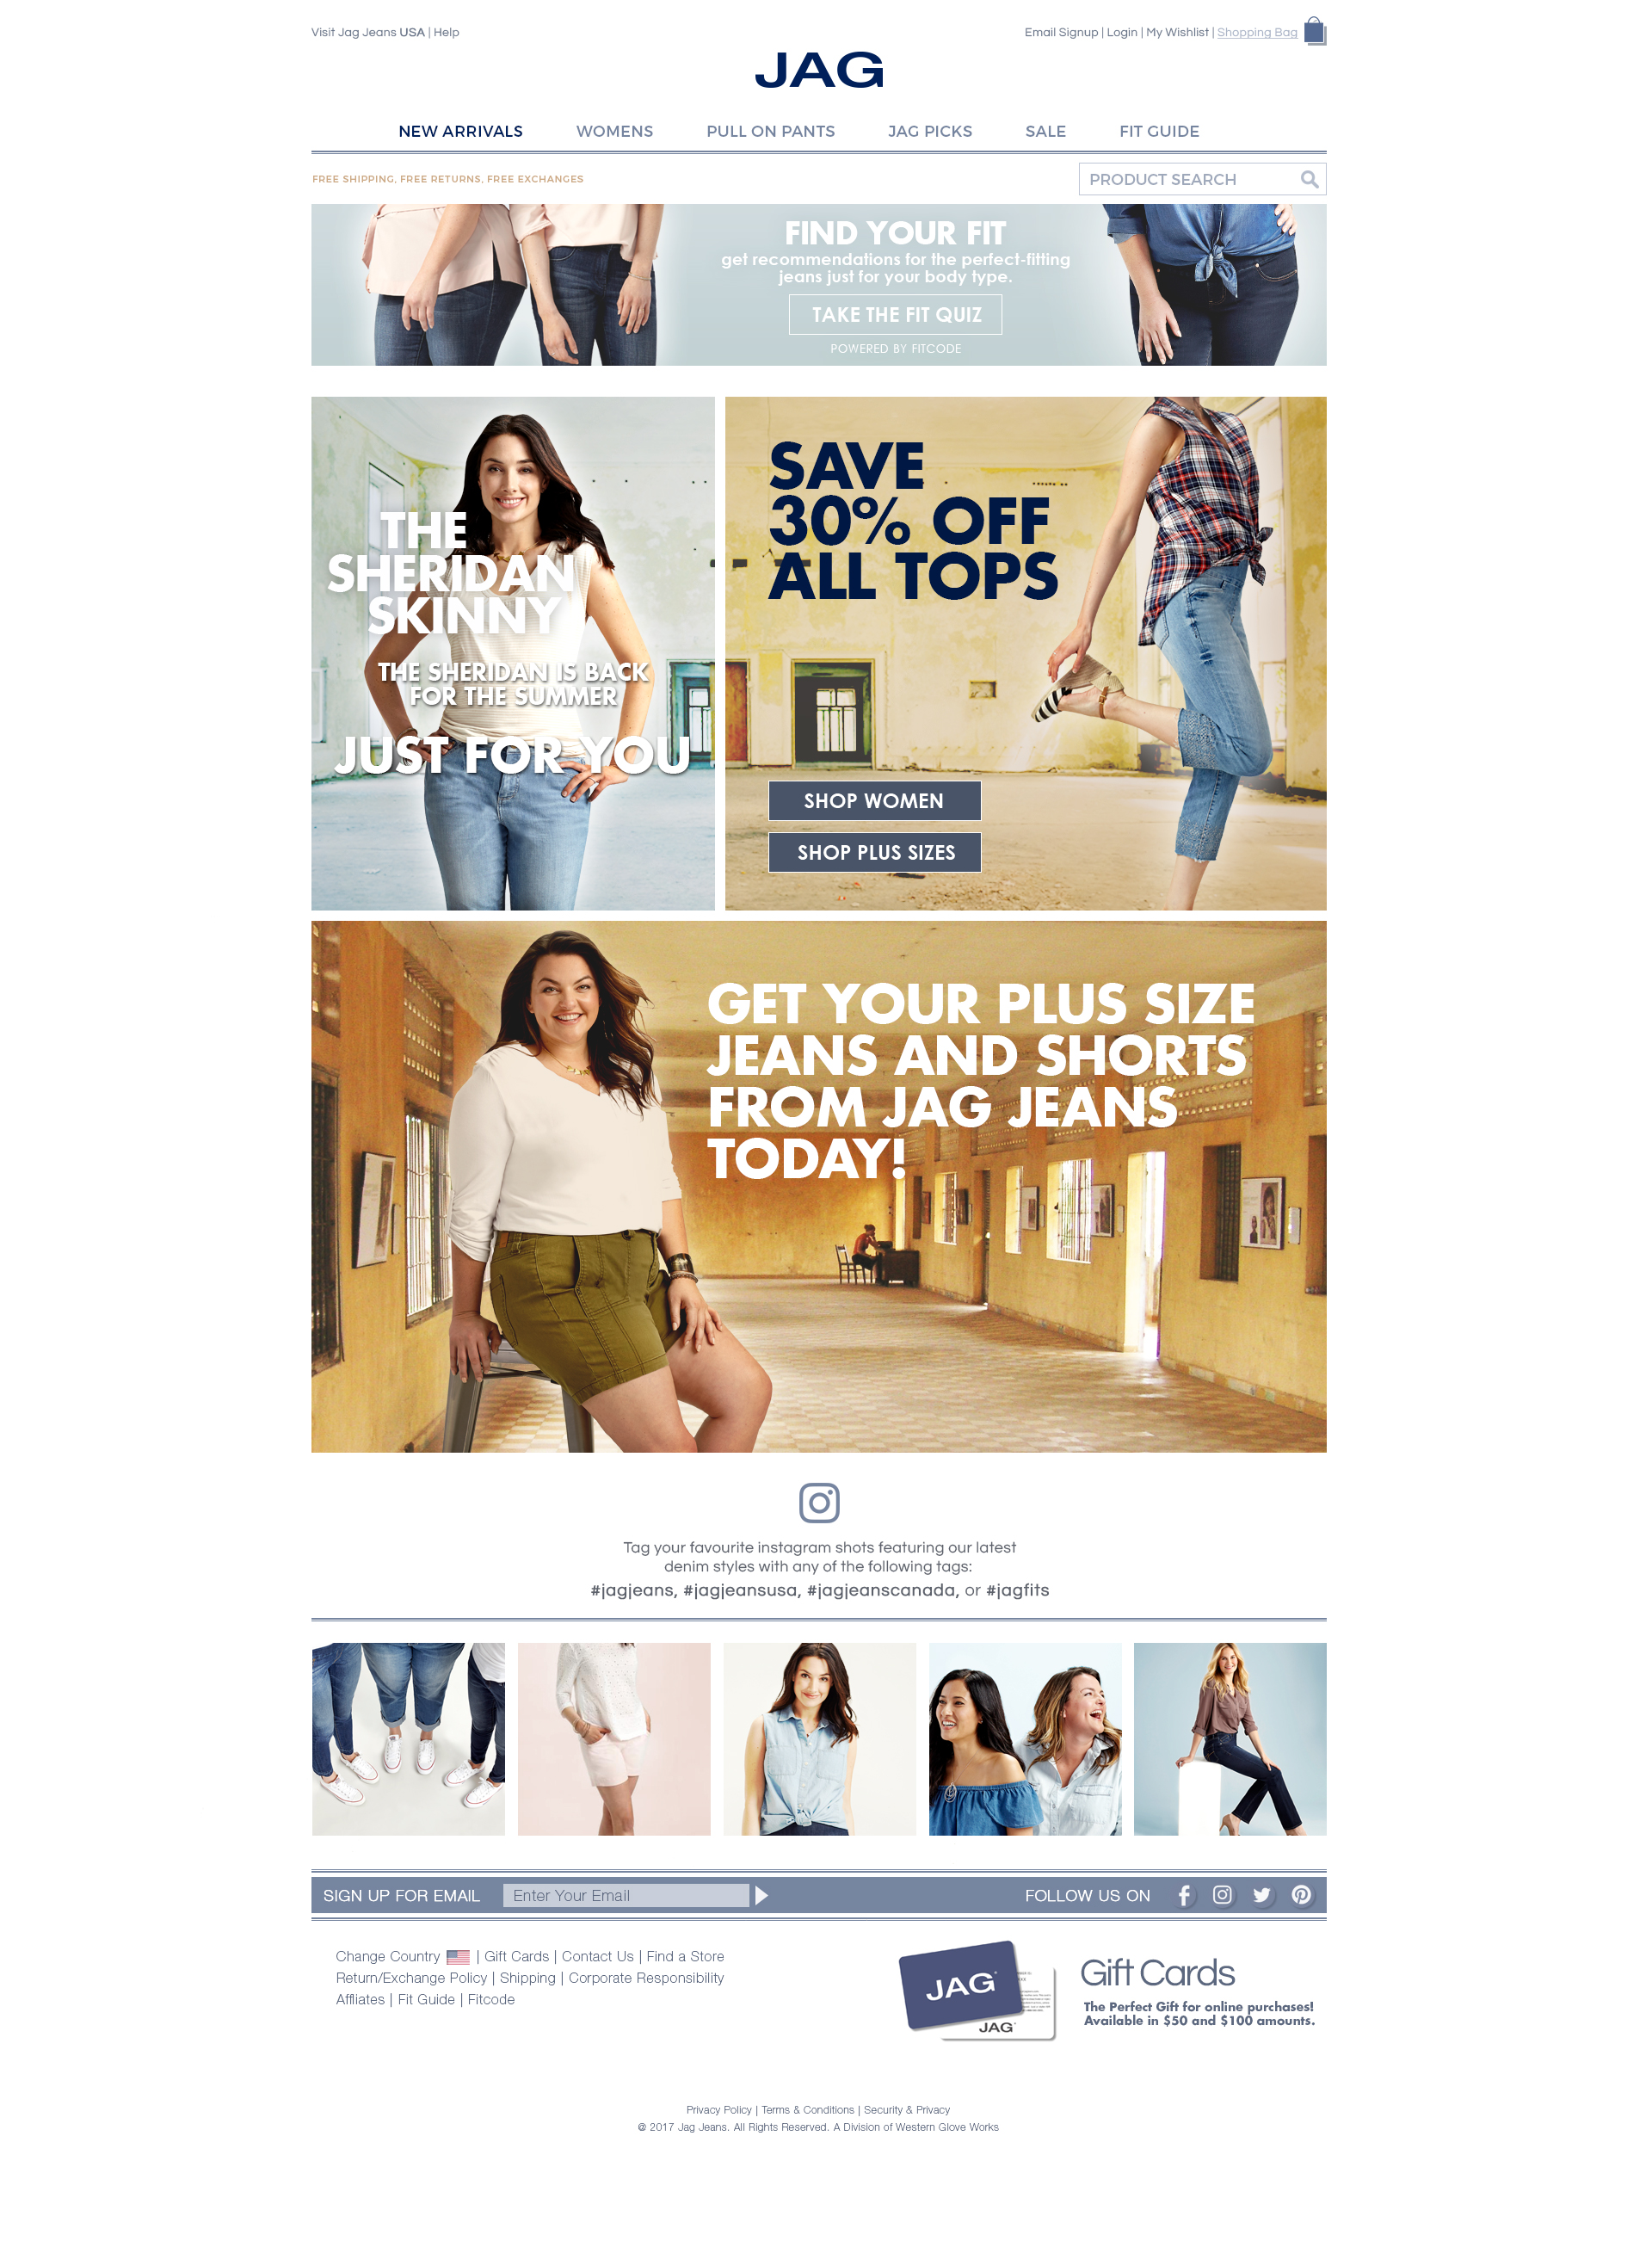 Visit Jag Jeans USA | Help
Email Signup | Login | My Wishlist | Shopping Bag
JAG
NEW ARRIVALS WOMENS PULL ON PANTS JAG PICKS SALE FIT GUIDE
FREE SHIPPING, FREE RETURNS, FREE EXCHANGES
PRODUCT SEARCH
FIND YOUR FIT
get recommendations for the perfect-fitting
jeans just for your body type.
TAKE THE FIT QUIZ
POWERED BY FITCODE
THE
SHERIDAN
SKINNY
THE SHERIDAN IS BACK
FOR THE SUMMER
JUST FOR YOU
SAVE
30% OFF
ALL TOPS
SHOP WOMEN
SHOP PLUS SIZES
GET YOUR PLUS SIZE
JEANS AND SHORTS
FROM JAG JEANS
TODAY!
Tag your favourite instagram shots featuring our latest
denim styles with any of the following tags:
#jagjeans, #jagjeansusa, #jagjeanscanada, or #jagfits
SIGN UP FOR EMAIL
Enter Your Email
FOLLOW US ON
Change Country | Gift Cards | Contact Us | Find a Store
Return/Exchange Policy | Shipping | Corporate Responsibility
Affliates | Fit Guide | Fitcode
JAG
JAG
Gift Cards
The Perfect Gift for online purchases!
Available in $50 and $100 amounts.
Privacy Policy | Terms & Conditions | Security & Privacy
@ 2017 Jag Jeans. All Rights Reserved. A Division of Western Glove Works